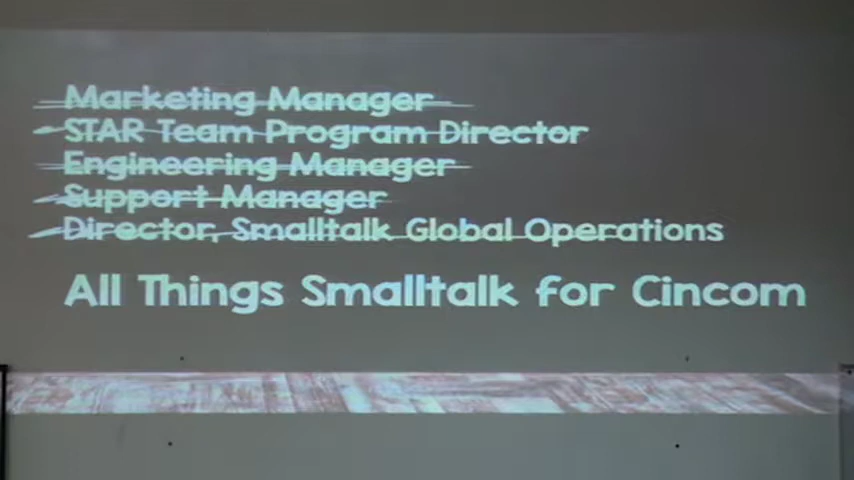 Marketing Manager
STAR Team Program Director
Engineering Manager
Support Manager
Director, Smalltalk Global Operations
All Things Smalltalk for Cincom